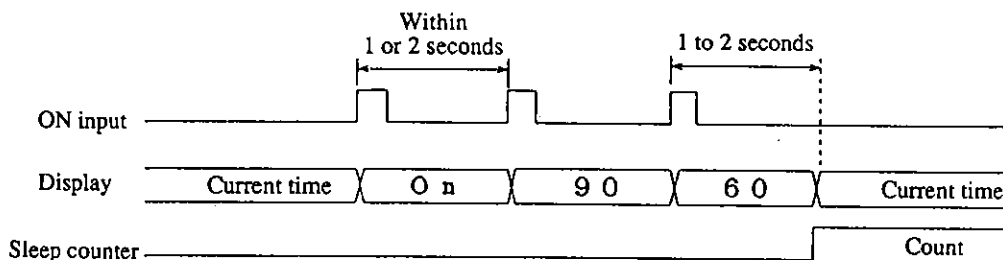 Within
1 or 2 seconds
1 to 2 seconds
ON input
Display
Current time
O n
9 0
6 0
Current time
Sleep counter
Count